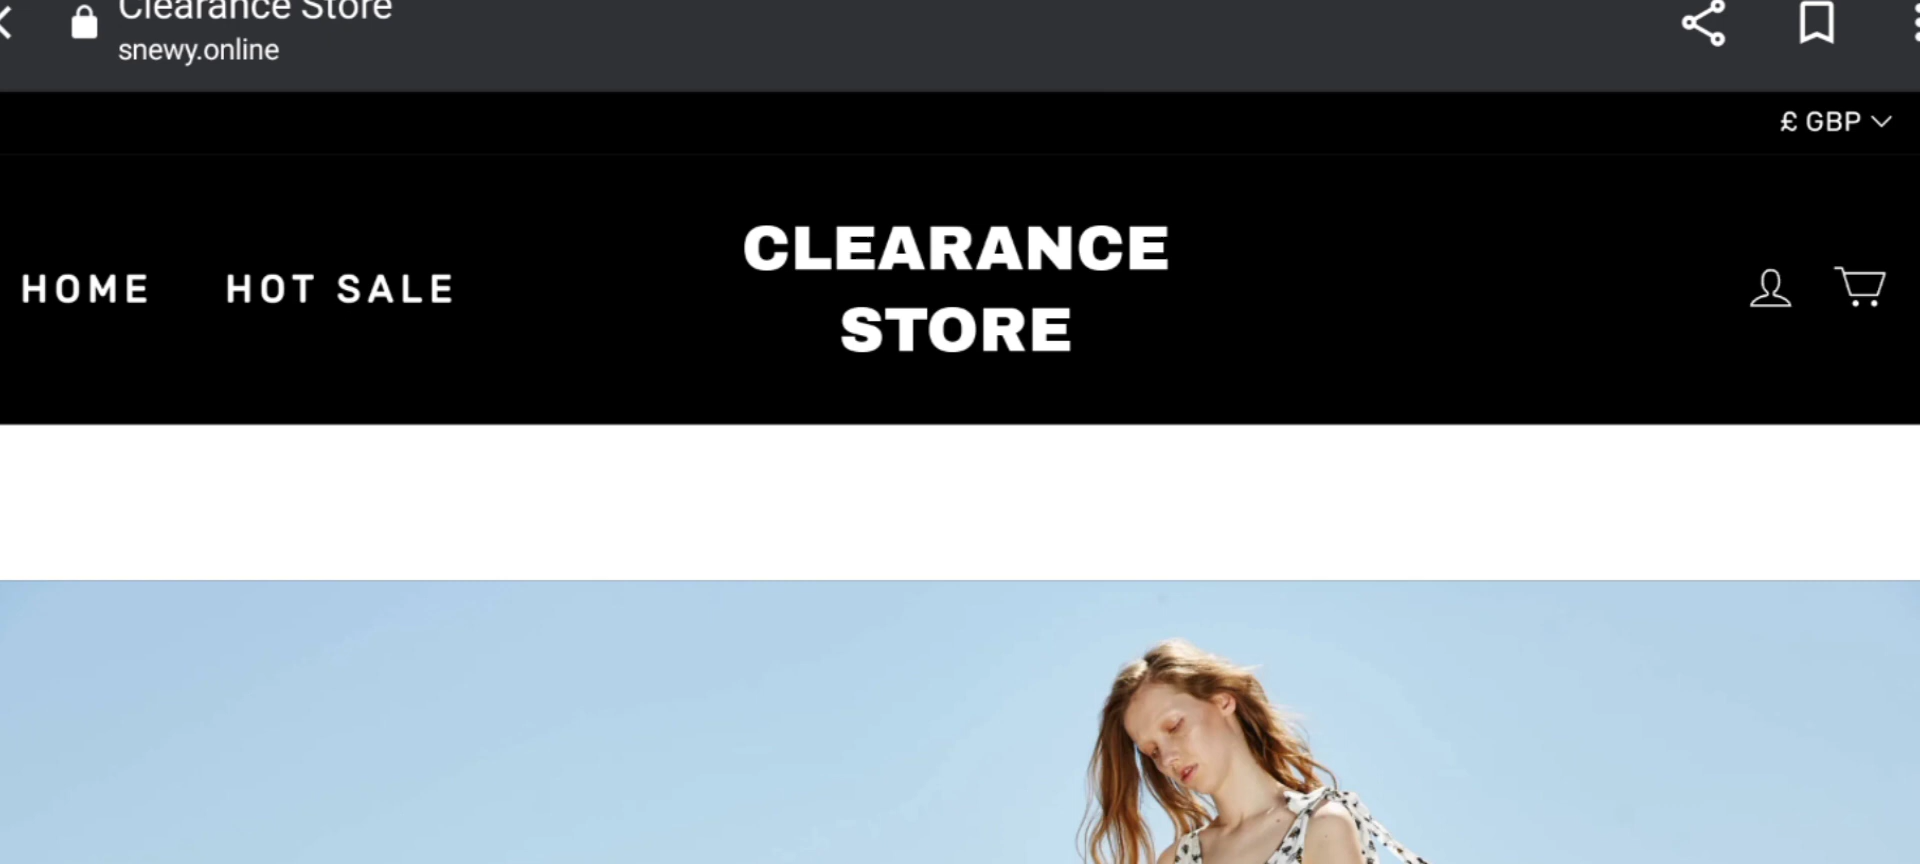 Clearance Store
snewy.online
£ GBP
HOME HOT SALE
CLEARANCE
STORE